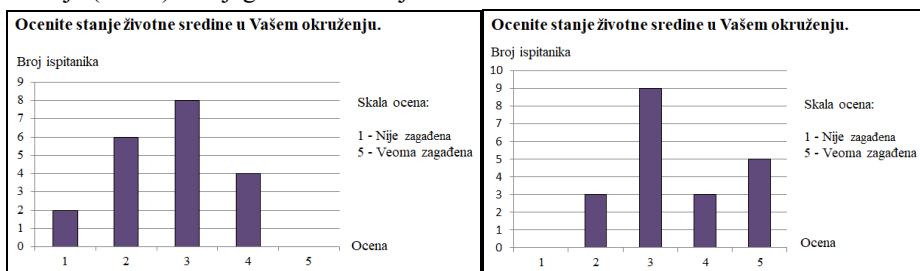 Ocenite stanje životne sredine u Vašem okruženju.
Broj ispitanika
9
8
7
6
5
4
3
2
1
0
1 2 3 4 5
Skala ocena:
1 - Nije zagađena
5 - Veoma zagađena
Ocena
Ocenite stanje životne sredine u Vašem okruženju.
Broj ispitanika
10
9
8
7
6
5
4
3
2
1
0
1 2 3 4 5
Skala ocena:
1 - Nije zagađena
5 - Veoma zagađena
Ocena